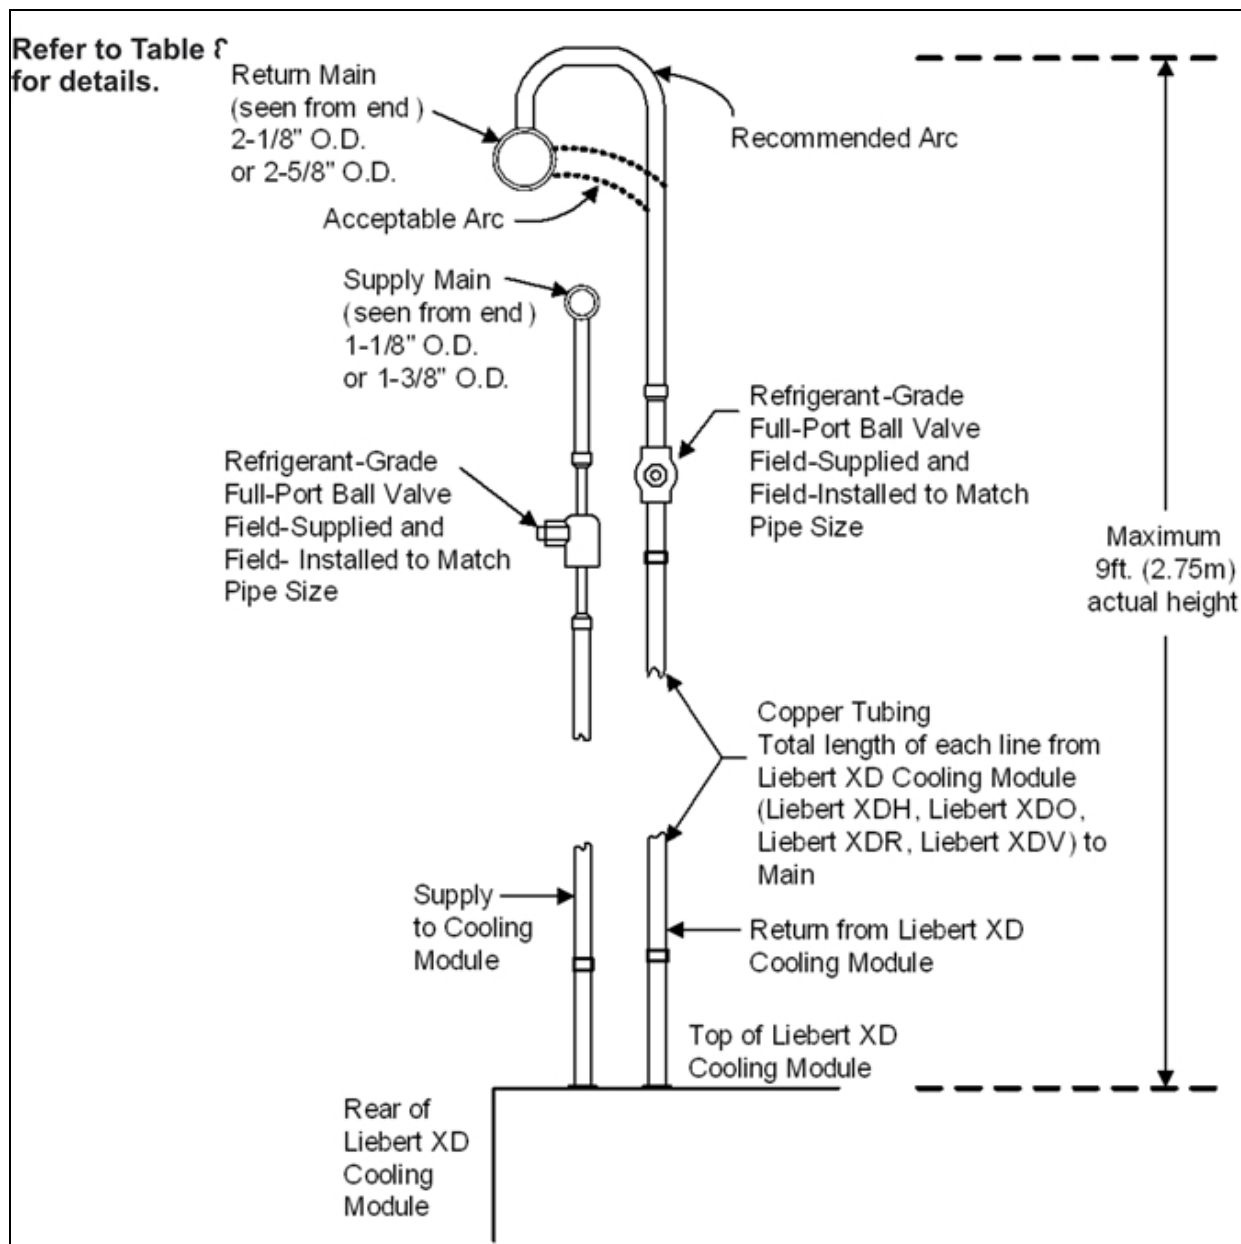 Refer to Table
for details.
Return Main
(seen from end )
2-1/8" O.D.
or 2-5/8" O.D.
Recommended Arc
Acceptable Arc
Supply Main
(seen from end )
1-1/8" O.D.
or 1-3/8" O.D.
Refrigerant-Grade
Full-Port Ball Valve
Field-Supplied and
Field-Installed to Match
Pipe Size
Refrigerant-Grade
Full-Port Ball Valve
Field-Supplied and
Field- Installed to Match
Pipe Size
Maximum
9ft. (2.75m)
actual height
Copper Tubing
Total length of each line from
Liebert XD Cooling Module
(Liebert XDH, Liebert XDO,
Liebert XDR, Liebert XDV) to
Main
Supply
to Cooling
Module
Return from Liebert XD
Cooling Module
Top of Liebert XD
Cooling Module
Rear of
Liebert XD
Cooling
Module